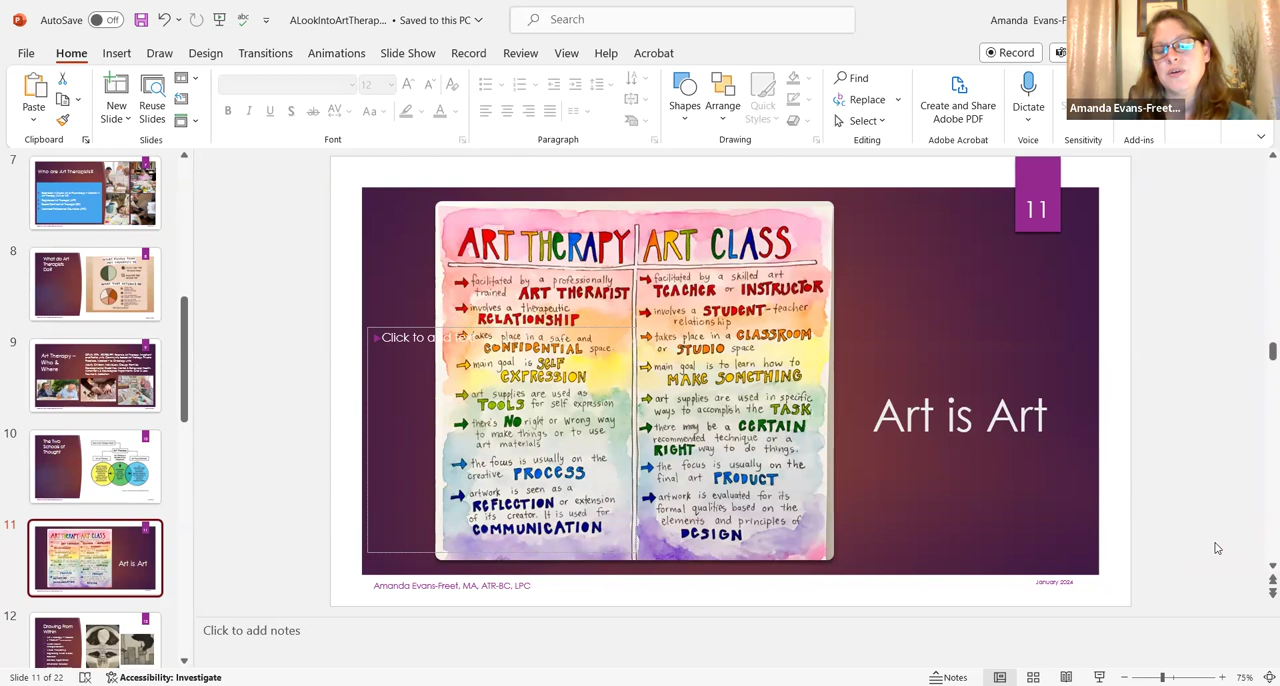 AutoSave
Off
ALookIntoArtTherap... • Saved to this PC
Search
Amanda Evans-F
File
Home
Insert
Draw
Design
Transitions
Animations
Slide Show
Record
Review
View
Help
Acrobat
Record
Paste
New
Slide
Reuse
Slides
12
Shapes
Arrange
Quick
Styles
Find
Replace
Select
Create and Share
Adobe PDF
Dictate
Amanda Evans-Freet...
Clipboard
Slides
Font
Paragraph
Drawing
Editing
Adobe Acrobat
Voice
Sensitivity
Add-ins
7
Who are Art Therapists?
8
What do Art
Therapists
Do?
9
Art Therapy –
Who &
Where
10
The Two
Schools of
Thought
11
ART THERAPY ART CLASS
Art is Art
12
Drawing From
Within
11
ART THERAPY
facilitated by a professionally
trained ART THERAPIST
involves a therapeutic
RELATIONSHIP
takes place in a safe and
CONFIDENTIAL space
main goal is SELF
EXPRESSION
art supplies are used as
TOOLS for self expression
there's NO right or wrong way
to make things or to use
art materials
the focus is usually on the
creative PROCESS
artwork is seen as a
REFLECTION or extension
of its creator. It is used for
COMMUNICATION
ART CLASS
facilitated by a skilled art
TEACHER or INSTRUCTOR
involves a STUDENT-teacher
relationship
takes place in a CLASSROOM
or STUDIO space
main goal is to learn how to
MAKE SOMETHING
art supplies are used in specific
ways to accomplish the TASK
there may be a CERTAIN
recommended technique or a
RIGHT way to do things.
the focus is usually on the
final art PRODUCT
artwork is evaluated for its
formal qualities based on the
elements and principles of
DESIGN
Click to add text
Art is Art
Amanda Evans-Freet, MA, ATR-BC, LPC
January 2024
Click to add notes
Slide 11 of 22
Accessibility: Investigate
Notes
75%